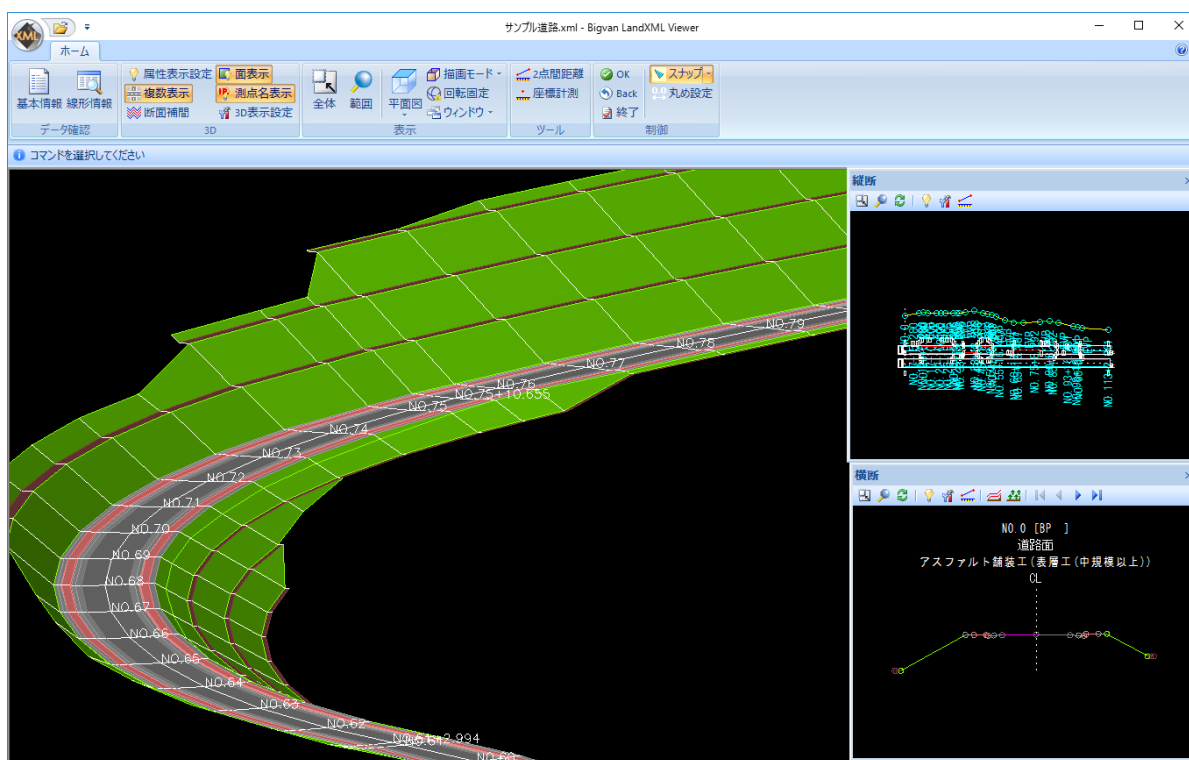 サンプル道路.xml - Bigvan LandXML Viewer
XML
ホーム
基本情報 線形情報
データ確認
属性表示設定 面表示
複数表示 測点名表示
断面補間 3D表示設定
3D
全体 範囲 平面図
描画モード
回転固定
ウィンドウ
表示
2点間距離
座標計測
ツール
OK スナップ
Back 丸め設定
終了
制御
コマンドを選択してください
NO.79
NO.78
NO.77
NO.76
NO.75+10.655
NO.75
NO.74
NO.73
NO.72
NO.71
NO.70
NO.69
NO.68
NO.67
NO.66
NO.65
NO.64
NO.63
NO.62
縦断
横断
NO.0 [BP ]
道路面
アスファルト舗装工(表層工(中規模以上))
CL